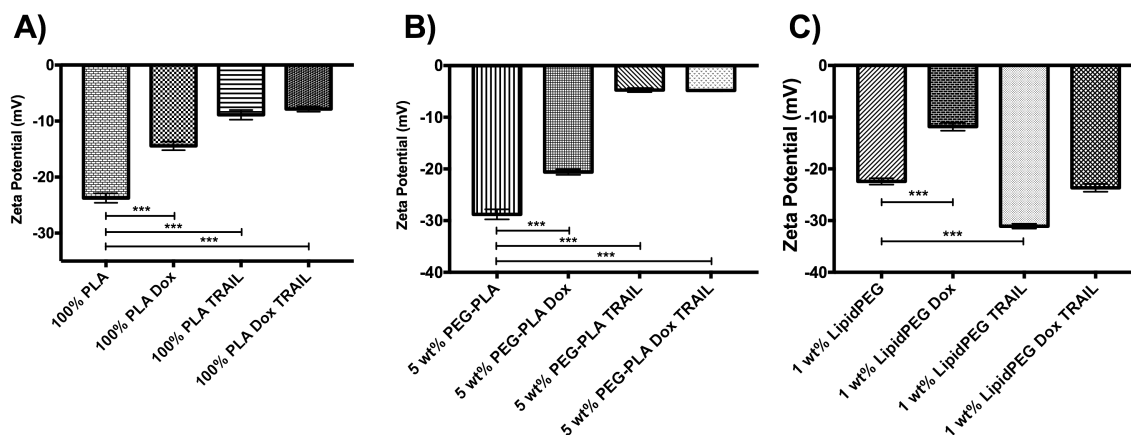 A)
Zeta Potential (mV)
0
-10
-20
-30
***
***
***
100% PLA
100% PLA Dox
100% PLA TRAIL
100% PLA Dox TRAIL
B)
Zeta Potential (mV)
0
-10
-20
-30
-40
***
***
***
5 wt% PEG-PLA
5 wt% PEG-PLA Dox
5 wt% PEG-PLA TRAIL
5 wt% PEG-PLA Dox TRAIL
C)
Zeta Potential (mV)
0
-10
-20
-30
-40
***
***
1 wt% LipidPEG
1 wt% LipidPEG Dox
1 wt% LipidPEG TRAIL
1 wt% LipidPEG Dox TRAIL